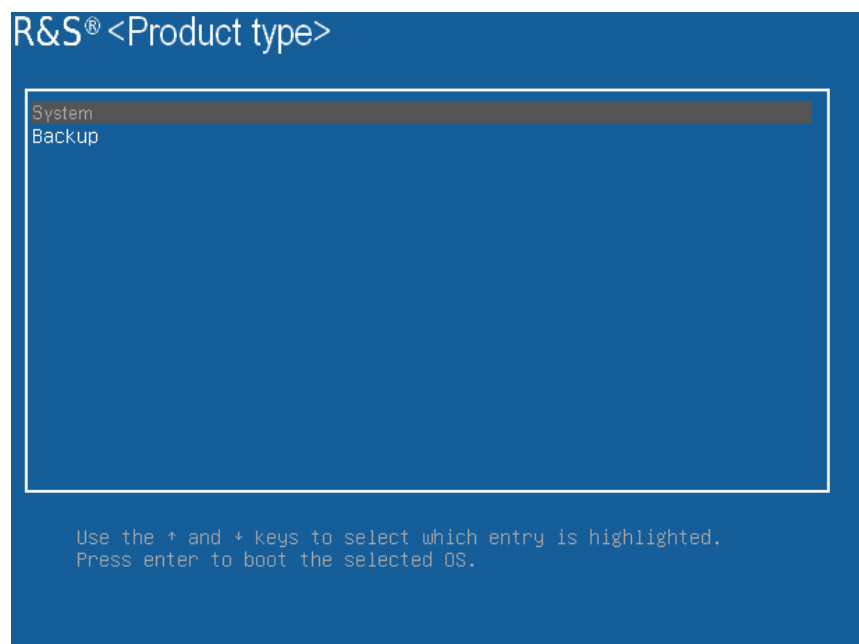 R&S® <Product type>
System
Backup
Use the ↑ and ↓ keys to select which entry is highlighted.
Press enter to boot the selected OS.